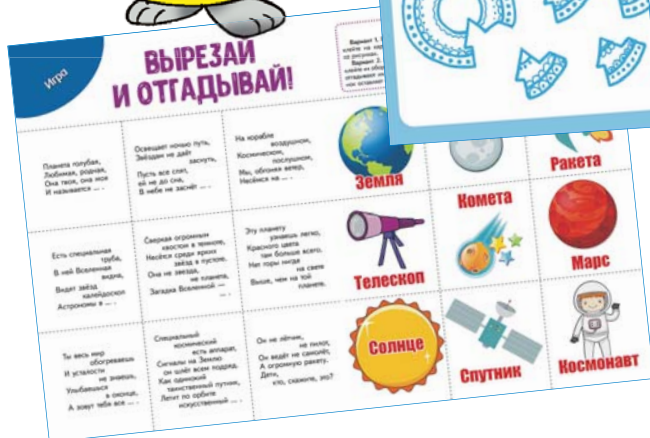 Игра
ВЫРЕЗАЙ
И ОТГАДЫВАЙ!
Вариант 1.
Вариант 2.
Планета голубая,
Любимая, родная,
Она твоя, она моя
И называется ... .
Освещает ночью путь,
Звёздам не даёт
заснуть,
Пусть все спят,
ей не до сна,
В небе не заснёт ... .
На корабле
воздушном,
Космическом,
послушном,
Мы, обгоняя ветер,
Несёмся на ... .
Земля
Ракета
Есть специальная
труба,
В ней Вселенная
видна,
Видят звёзд
калейдоскоп
Астрономы в ... .
Сверкая огромным
хвостом в темноте,
Несётся среди ярких
звёзд в пустоте.
Она не звезда,
не планета,
Загадка Вселенной —
... .
Эту планету
узнаешь легко,
Красного цвета
там больше всего.
Нет горы нигде
на свете
Выше, чем на той
планете.
Телескоп
Комета
Марс
Ты весь мир
обогреваешь
И усталости
не знаешь,
Улыбаешься
в оконце,
А зовут тебя все ... .
Специальный
космический
есть аппарат,
Сигналы на Землю
он шлёт всем подряд.
Как одинокий
таинственный путник,
Летит по орбите
искусственный ... .
Он не лётчик,
не пилот,
Он ведёт не самолёт,
А огромную ракету.
Дети,
кто, скажите, это?
Солнце
Спутник
Космонавт